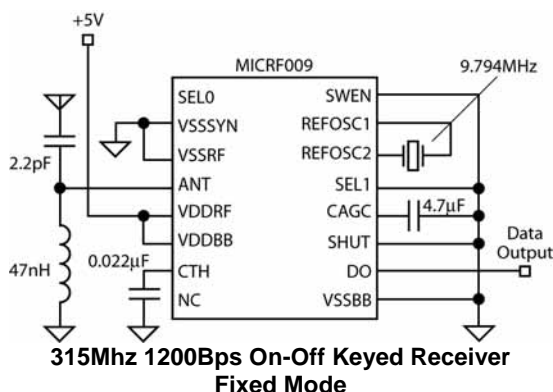 +5V
MICRF009
9.794MHz
SEL0
SWEN
VSSSYN
REFOSC1
VSSRF
REFOSC2
2.2pF
ANT
SEL1
VDDRF
CAGC
4.7µF
VDDBB
SHUT
Data
Output
47nH
0.022µF
CTH
DO
NC
VSSBB
315Mhz 1200Bps On-Off Keyed Receiver
Fixed Mode